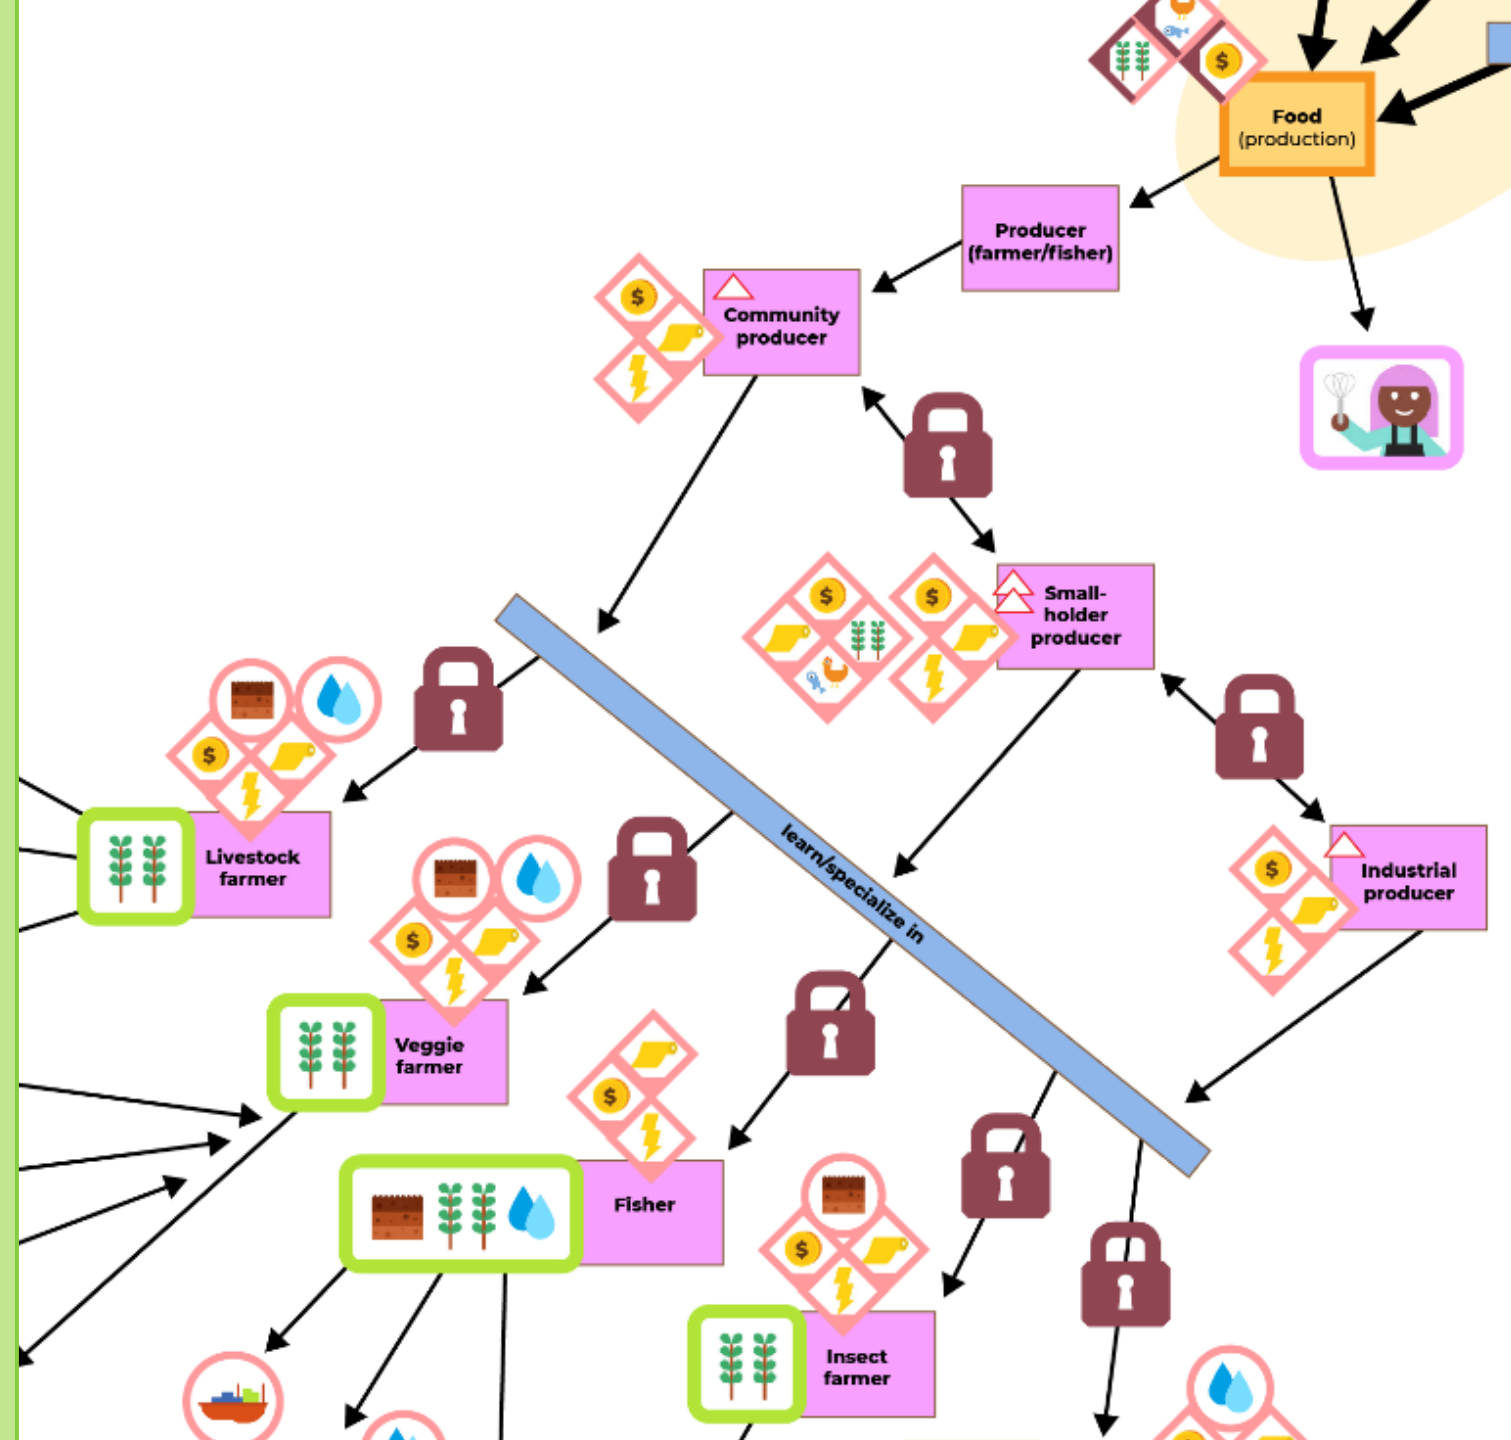 Food
(production)
Producer
(farmer/fisher)
Community
producer
Small-
holder
producer
learn/specialize in
Industrial
producer
Livestock
farmer
Veggie
farmer
Fisher
Insect
farmer
$
$
$
$
$
$
$
$
$